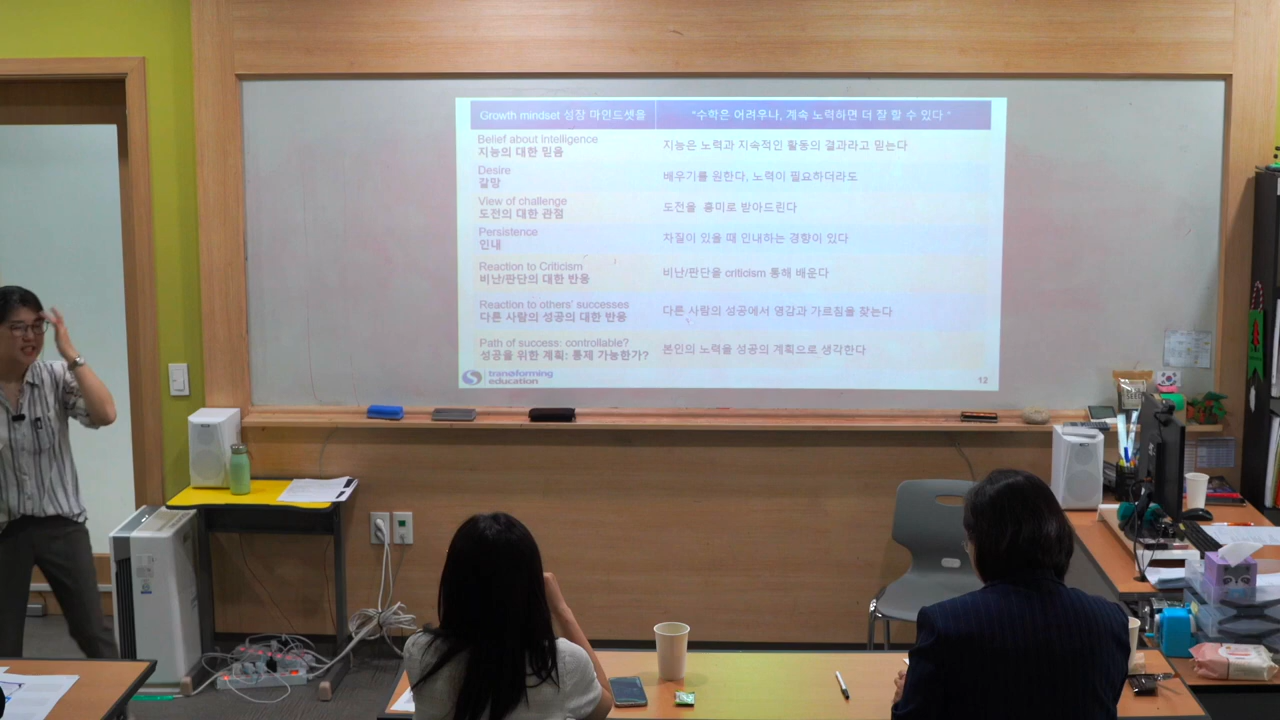 Growth mindset 성장 마인드셋을
"수학은 어려우나, 계속 노력하면 더 잘 할 수 있다 "
Belief about intelligence
지능의 대한 믿음
지능은 노력과 지속적인 활동의 결과라고 믿는다
Desire
갈망
배우기를 원한다, 노력이 필요하더라도
View of challenge
도전의 대한 관점
도전을 흥미로 받아드린다
Persistence
인내
차질이 있을 때 인내하는 경향이 있다
Reaction to Criticism
비난/판단의 대한 반응
비난/판단을 criticism 통해 배운다
Reaction to others' successes
다른 사람의 성공의 대한 반응
다른 사람의 성공에서 영감과 가르침을 찾는다
Path of success: controllable?
성공을 위한 계획: 통제 가능한가?
본인의 노력을 성공의 계획으로 생각한다
transforming
education
12